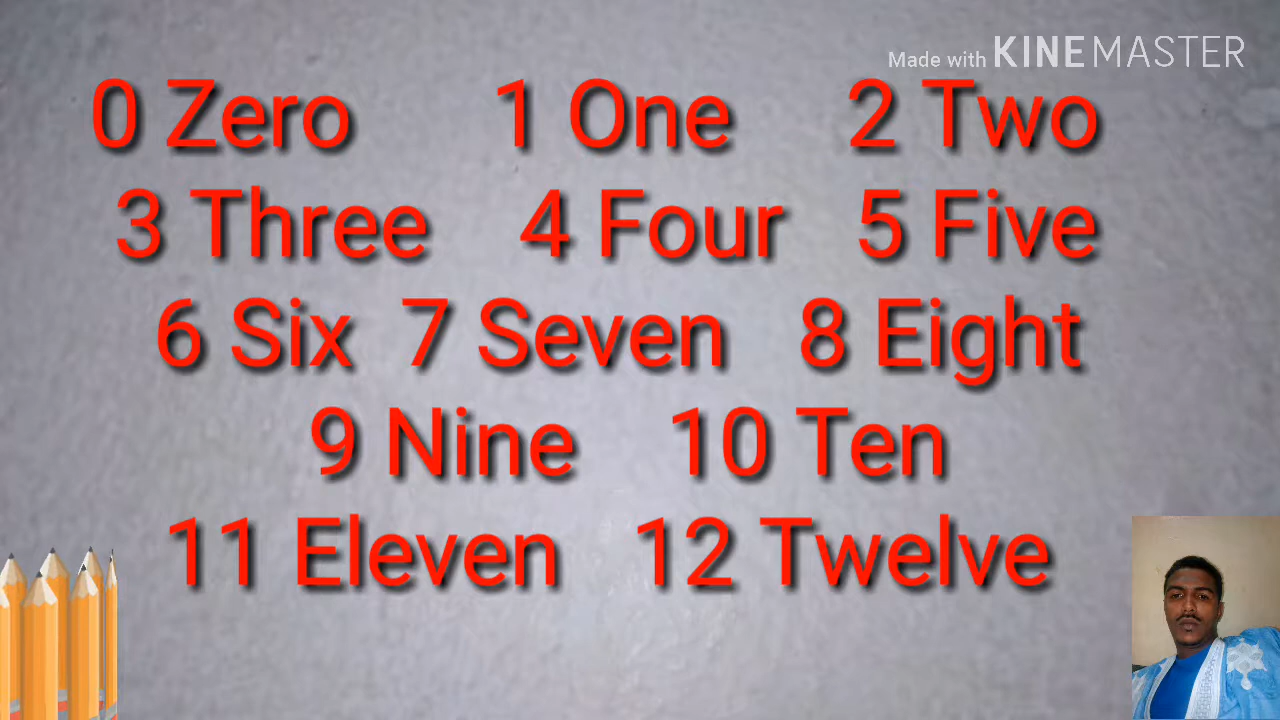 Made with KINEMASTER
0 Zero 1 One 2 Two
3 Three 4 Four 5 Five
6 Six 7 Seven 8 Eight
9 Nine 10 Ten
11 Eleven 12 Twelve